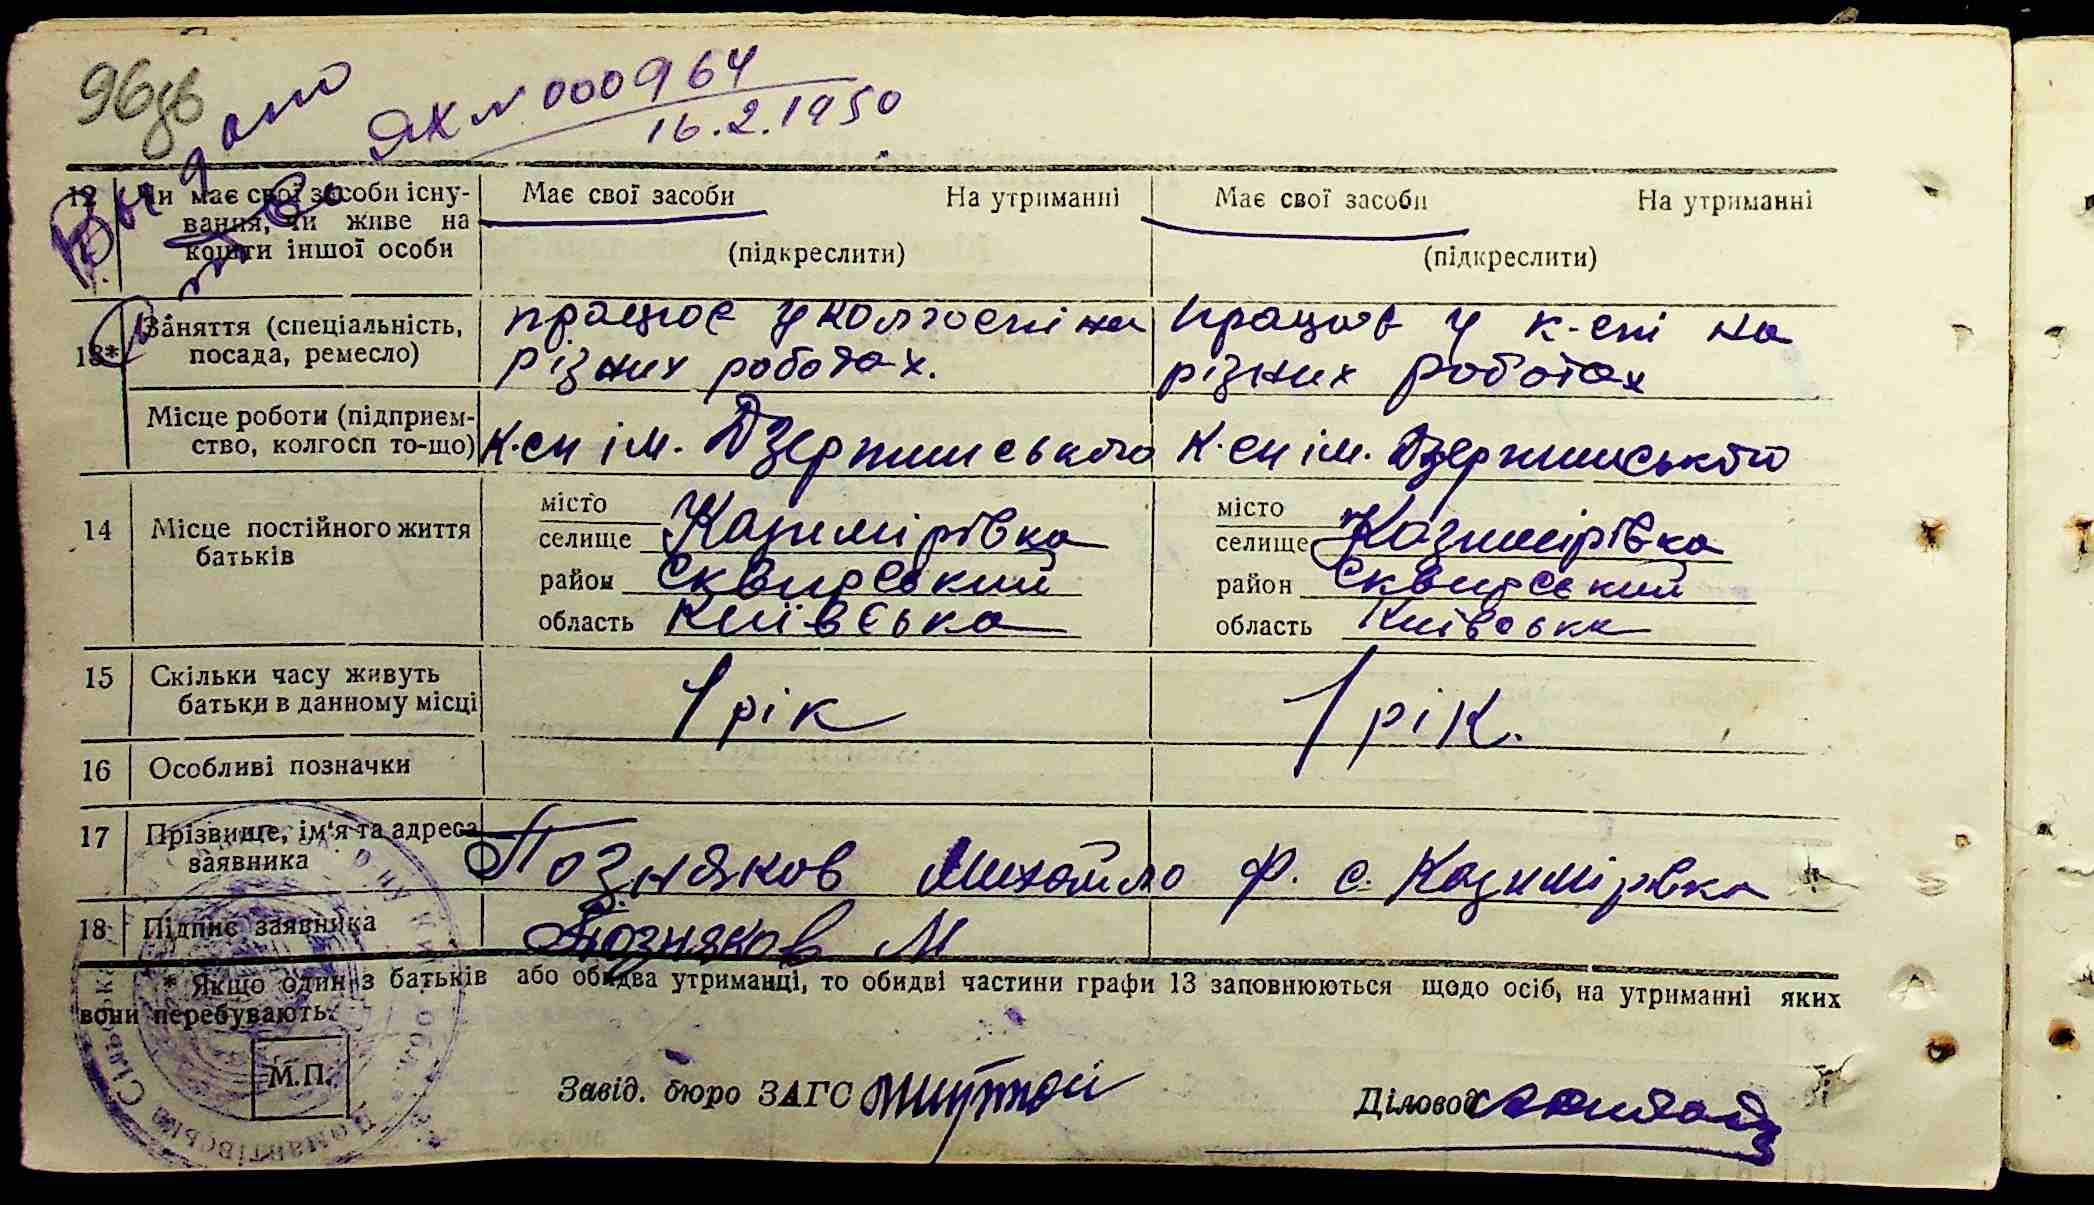 96зв
Видано
ЯК № 000964
16.2.1950
12 Чи має свої засоби існу- Має свої засоби На утриманні Має свої засоби На утриманні
вання, чи живе на
кошти іншої особи (підкреслити) (підкреслити)
13* Заняття (спеціальність, працює у колгоспі на працює у к-спі на
посада, ремесло) різних роботах. різних роботах
Місце роботи (підприєм-
ство, колгосп то-що) к-сп ім. Дзержинського к-сп ім. Дзержинського
14 Місце постійного життя
батьків
місто
селище Казимірівка
район Сквирський
область Київська
місто
селище Казимірівка
район Сквирський
область Київська
15 Скільки часу живуть
батьки в данному місці 1 рік 1 рік.
16 Особливі позначки
17 Прізвище, ім'я та адреса
заявника Позняков Михайло Ф. с. Казимірівка
18 Підпис заявника Позняков М
* Якщо один з батьків або обидва утриманці, то обидві частини графи 13 заповнюються щодо осіб, на утриманні яких
вони перебувають.
М.П.
Завід. бюро ЗАГС
Діловод